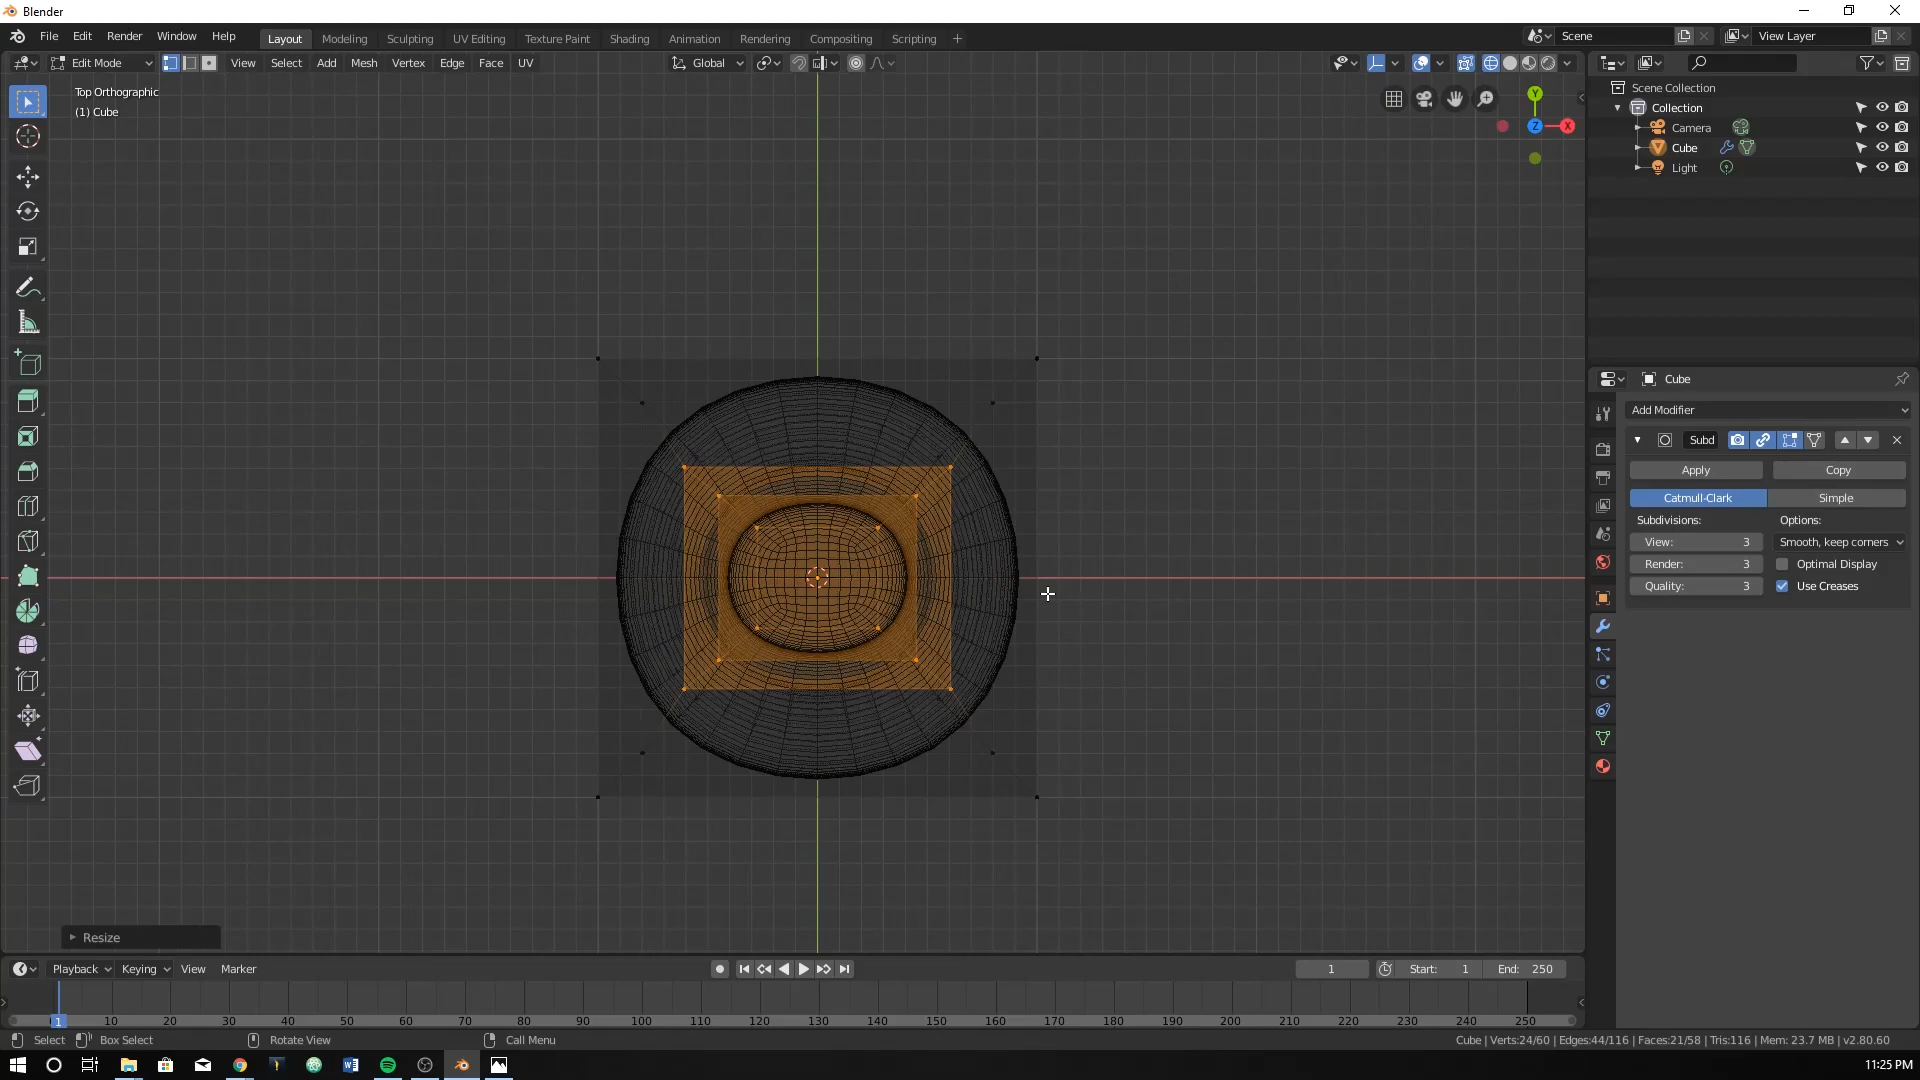 Blender
File Edit Render Window Help Layout Modeling Sculpting UV Editing Texture Paint Shading Animation Rendering Compositing Scripting + Scene View Layer
Edit Mode View Select Add Mesh Vertex Edge Face UV Global
Top Orthographic
(1) Cube
Y
Z X
Scene Collection
Collection
Camera
Cube
Light
Cube
Add Modifier
Subd
Apply Copy
Catmull-Clark Simple
Subdivisions: Options:
View: 3 Smooth, keep corners
Render: 3 Optimal Display
Quality: 3 Use Creases
Resize
Playback Keying View Marker 1 Start: 1 End: 250
1 10 20 30 40 50 60 70 80 90 100 110 120 130 140 150 160 170 180 190 200 210 220 230 240 250
Select Box Select Rotate View Call Menu Cube | Verts:24/60 | Edges:44/116 | Faces:21/58 | Tris:116 | Mem: 23.7 MB | v2.80.60
11:25 PM